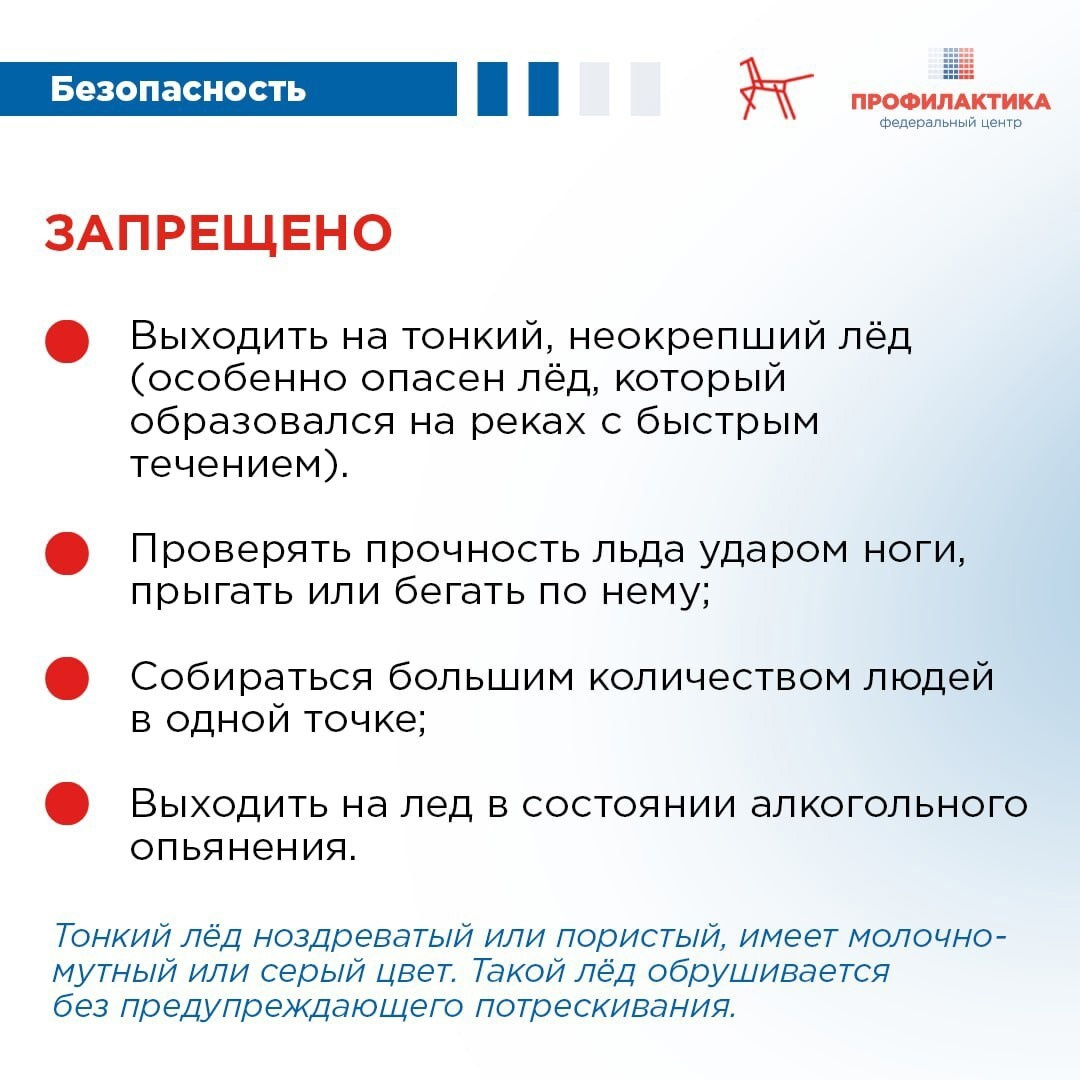 Безопасность
ПРОФИЛАКТИКА
федеральный центр
ЗАПРЕЩЕНО
Выходить на тонкий, неокрепший лёд
(особенно опасен лёд, который
образовался на реках с быстрым
течением).
Проверять прочность льда ударом ноги,
прыгать или бегать по нему;
Собираться большим количеством людей
в одной точке;
Выходить на лед в состоянии алкогольного
опьянения.
Тонкий лёд ноздреватый или пористый, имеет молочно-
мутный или серый цвет. Такой лёд обрушивается
без предупреждающего потрескивания.